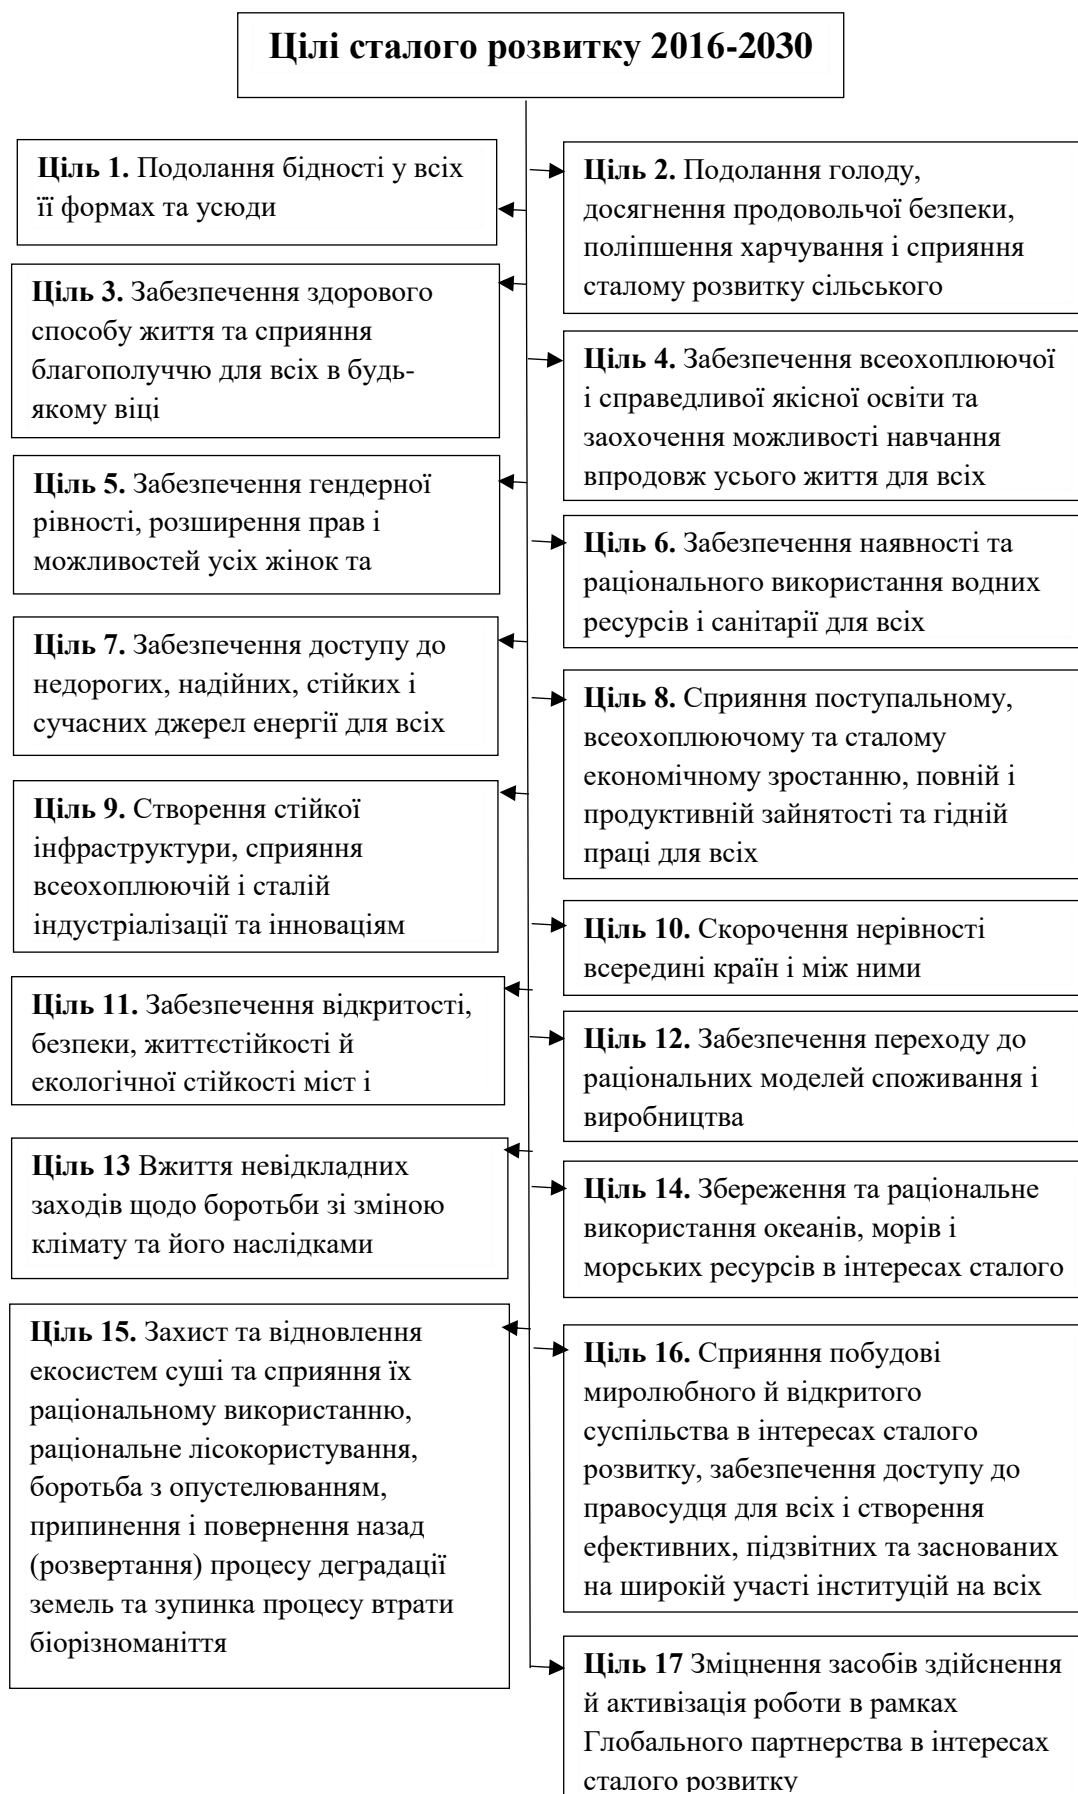 Цілі сталого розвитку 2016-2030
Ціль 1. Подолання бідності у всіх
її формах та усюди
Ціль 2. Подолання голоду,
досягнення продовольчої безпеки,
поліпшення харчування і сприяння
сталому розвитку сільського
Ціль 3. Забезпечення здорового
способу життя та сприяння
благополуччю для всіх в будь-
якому віці
Ціль 4. Забезпечення всеохоплюючої
і справедливої якісної освіти та
заохочення можливості навчання
впродовж усього життя для всіх
Ціль 5. Забезпечення гендерної
рівності, розширення прав і
можливостей усіх жінок та
Ціль 6. Забезпечення наявності та
раціонального використання водних
ресурсів і санітарії для всіх
Ціль 7. Забезпечення доступу до
недорогих, надійних, стійких і
сучасних джерел енергії для всіх
Ціль 8. Сприяння поступальному,
всеохоплюючому та сталому
економічному зростанню, повній і
продуктивній зайнятості та гідній
праці для всіх
Ціль 9. Створення стійкої
інфраструктури, сприяння
всеохоплюючій і сталій
індустріалізації та інноваціям
Ціль 10. Скорочення нерівності
всередині країн і між ними
Ціль 11. Забезпечення відкритості,
безпеки, життєстійкості й
екологічної стійкості міст і
Ціль 12. Забезпечення переходу до
раціональних моделей споживання і
виробництва
Ціль 13 Вжиття невідкладних
заходів щодо боротьби зі зміною
клімату та його наслідками
Ціль 14. Збереження та раціональне
використання океанів, морів і
морських ресурсів в інтересах сталого
Ціль 15. Захист та відновлення
екосистем суші та сприяння їх
раціональному використанню,
раціональне лісокористування,
боротьба з опустелюванням,
припинення і повернення назад
(розвертання) процесу деградації
земель та зупинка процесу втрати
біорізноманіття
Ціль 16. Сприяння побудові
миролюбного й відкритого
суспільства в інтересах сталого
розвитку, забезпечення доступу до
правосудця для всіх і створення
ефективних, підзвітних та заснованих
на широкій участі інституцій на всіх
Ціль 17 Зміцнення засобів здійснення
й активізація роботи в рамках
Глобального партнерства в інтересах
сталого розвитку